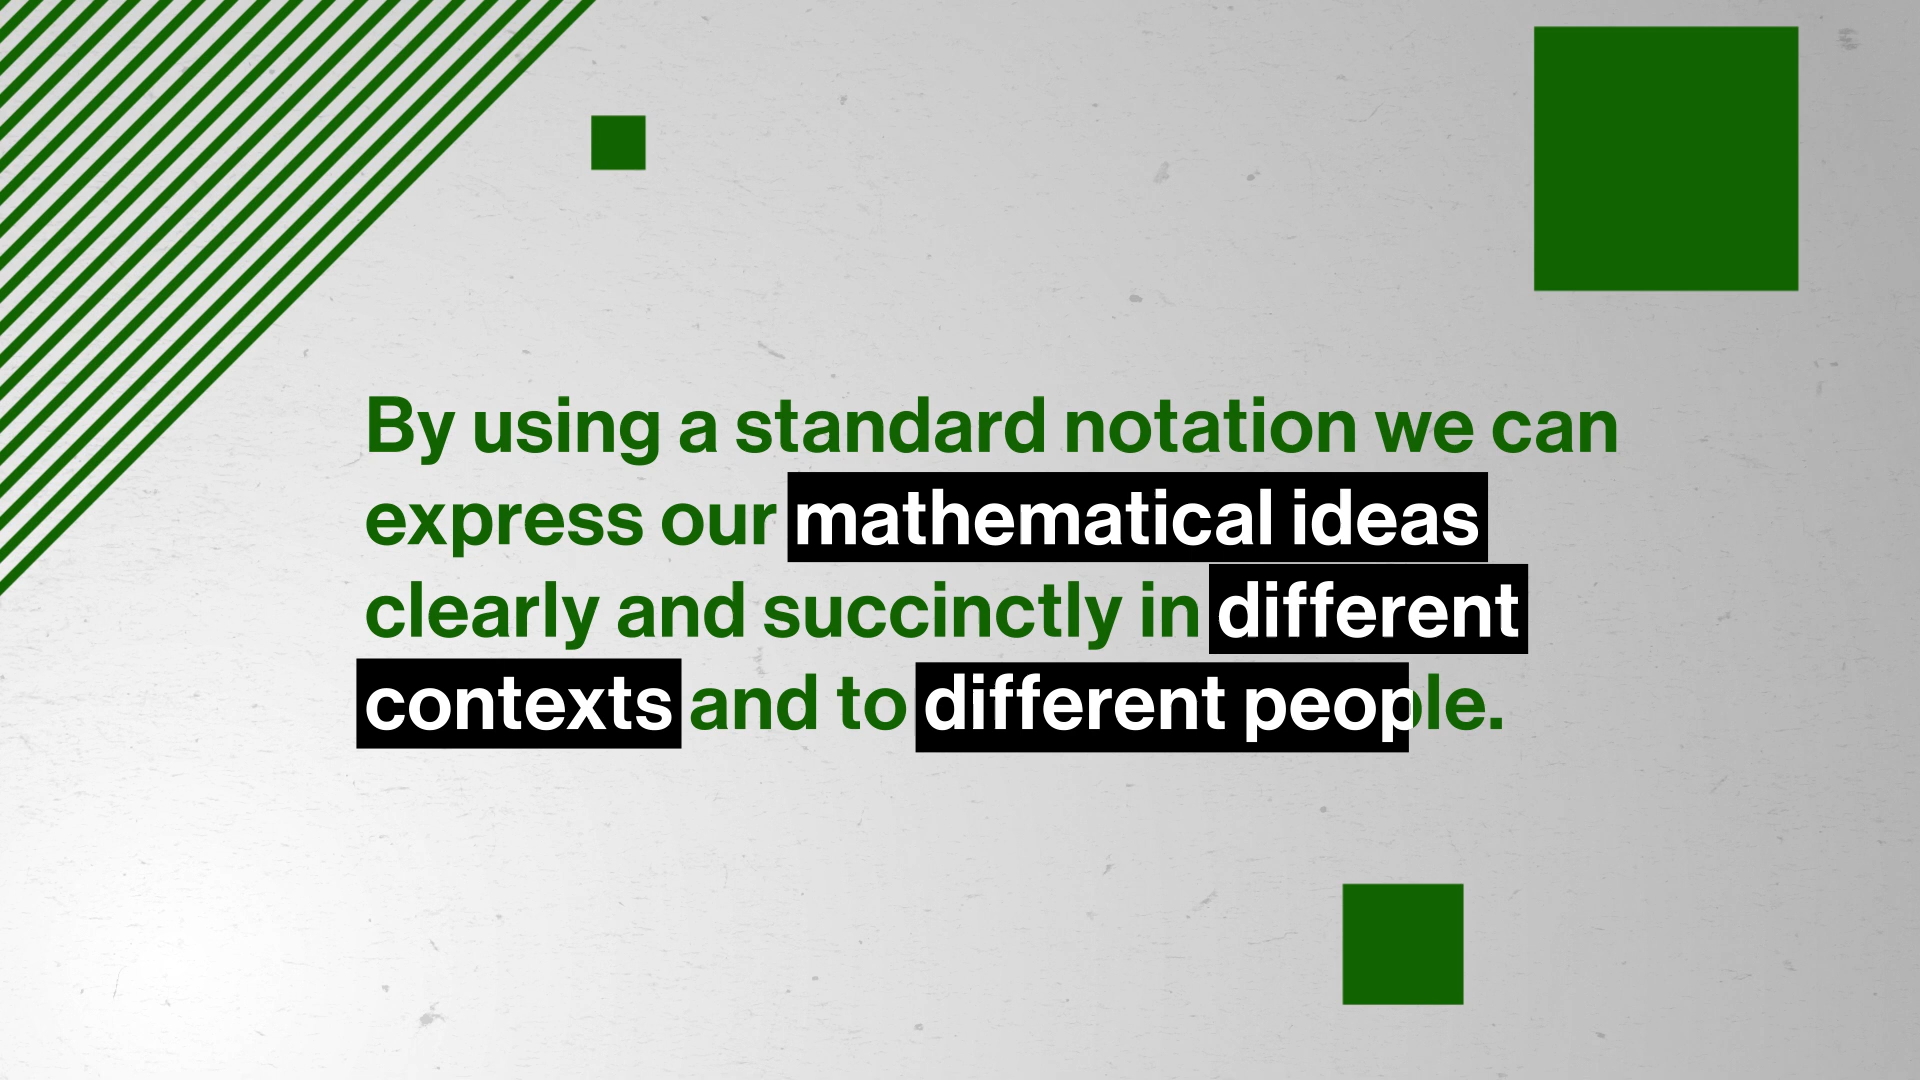 By using a standard notation we can
express our mathematical ideas
clearly and succinctly in different
contexts and to different people.